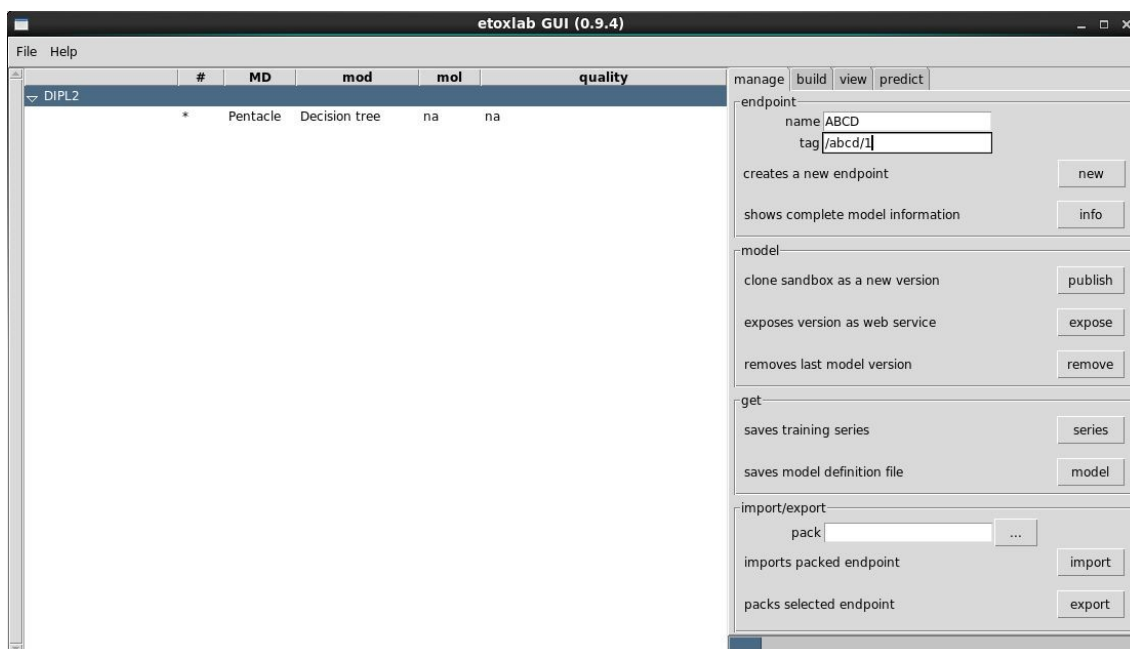 etoxlab GUI (0.9.4)
File Help
# MD mod mol quality
DIPL2
* Pentacle Decision tree na na
manage build view predict
endpoint
name ABCD
tag /abcd/1
creates a new endpoint new
shows complete model information info
model
clone sandbox as a new version publish
exposes version as web service expose
removes last model version remove
get
saves training series series
saves model definition file model
import/export
pack ...
imports packed endpoint import
packs selected endpoint export